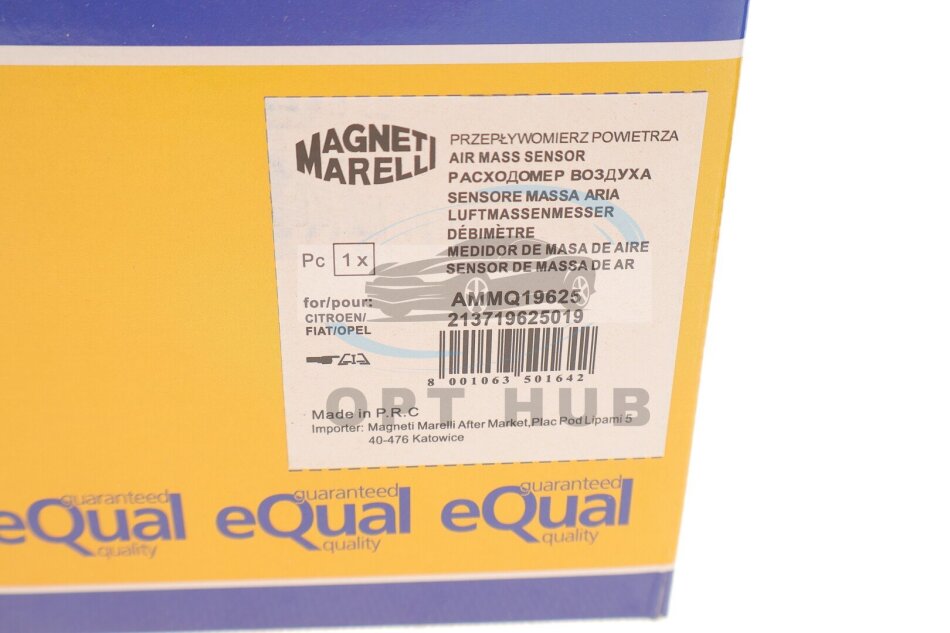 MAGNETI
MARELLI
PRZEPŁYWOMIERZ POWIETRZA
AIR MASS SENSOR
РАСХОДОМЕР ВОЗДУХА
SENSORE MASSA ARIA
LUFTMASSENMESSER
DÉBIMÈTRE
MEDIDOR DE MASA DE AIRE
SENSOR DE MASSA DE AR
Pc 1 x
for/pour:
CITROEN/
FIAT/OPEL
AMMQ19625
213719625019
8 001063 501642
OPT HUB
Made in P.R.C
Importer: Magneti Marelli After Market,Plac Pod Lipami 5
40-476 Katowice
guaranteed
eQual
quality
guaranteed
eQual
quality
guaranteed
eQual
quality